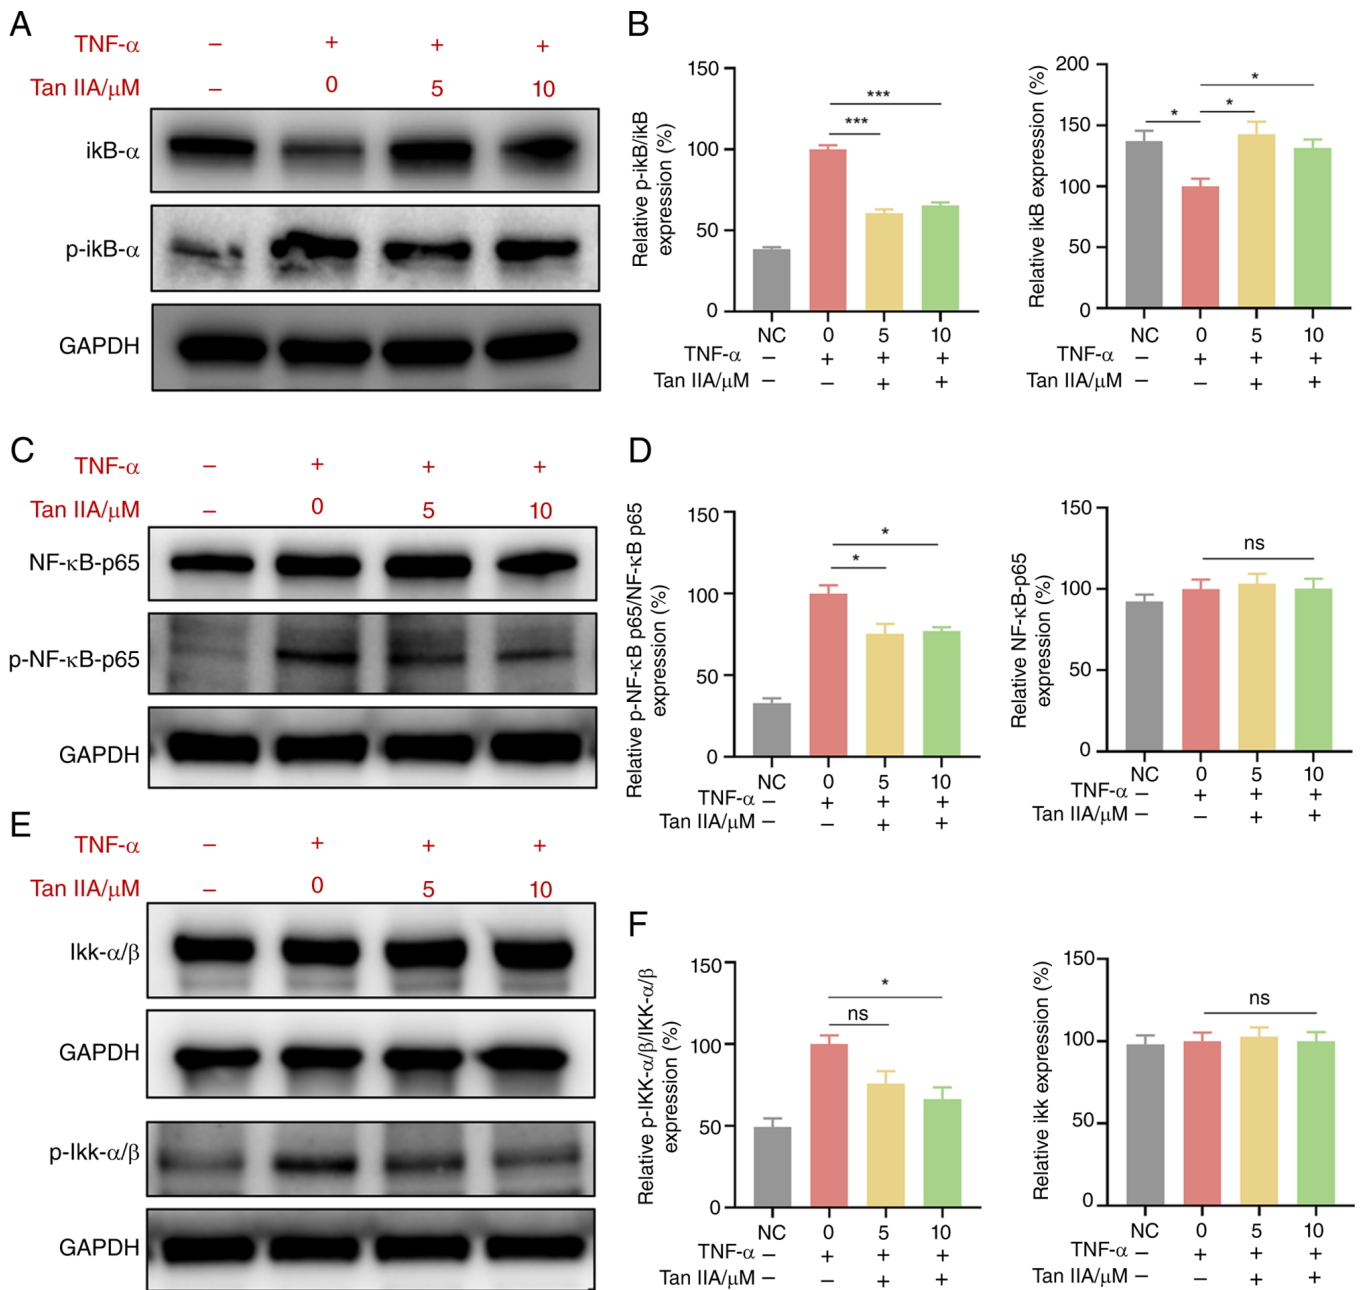 A
TNF-α – + + +
Tan IIA/μM – 0 5 10
ikB-α
p-ikB-α
GAPDH
B
Relative p-ikB/ikB
expression (%)
150
100
50
0
***
***
NC 0 5 10
TNF-α – + + +
Tan IIA/μM – – + +
Relative ikB expression (%)
200
150
100
50
0
*
*
*
NC 0 5 10
TNF-α – + + +
Tan IIA/μM – – + +
C
TNF-α – + + +
Tan IIA/μM – 0 5 10
NF-κB-p65
p-NF-κB-p65
GAPDH
D
Relative p-NF-κB p65/NF-κB p65
expression (%)
150
100
50
0
*
*
NC 0 5 10
TNF-α – + + +
Tan IIA/μM – – + +
Relative NF-κB-p65
expression (%)
150
100
50
0
ns
NC 0 5 10
TNF-α – + + +
Tan IIA/μM – – + +
E
TNF-α – + + +
Tan IIA/μM – 0 5 10
Ikk-α/β
GAPDH
p-Ikk-α/β
GAPDH
F
Relative p-IKK-α/β/IKK-α/β
expression (%)
150
100
50
0
*
ns
NC 0 5 10
TNF-α – + + +
Tan IIA/μM – – + +
Relative ikk expression (%)
150
100
50
0
ns
NC 0 5 10
TNF-α – + + +
Tan IIA/μM – – + +